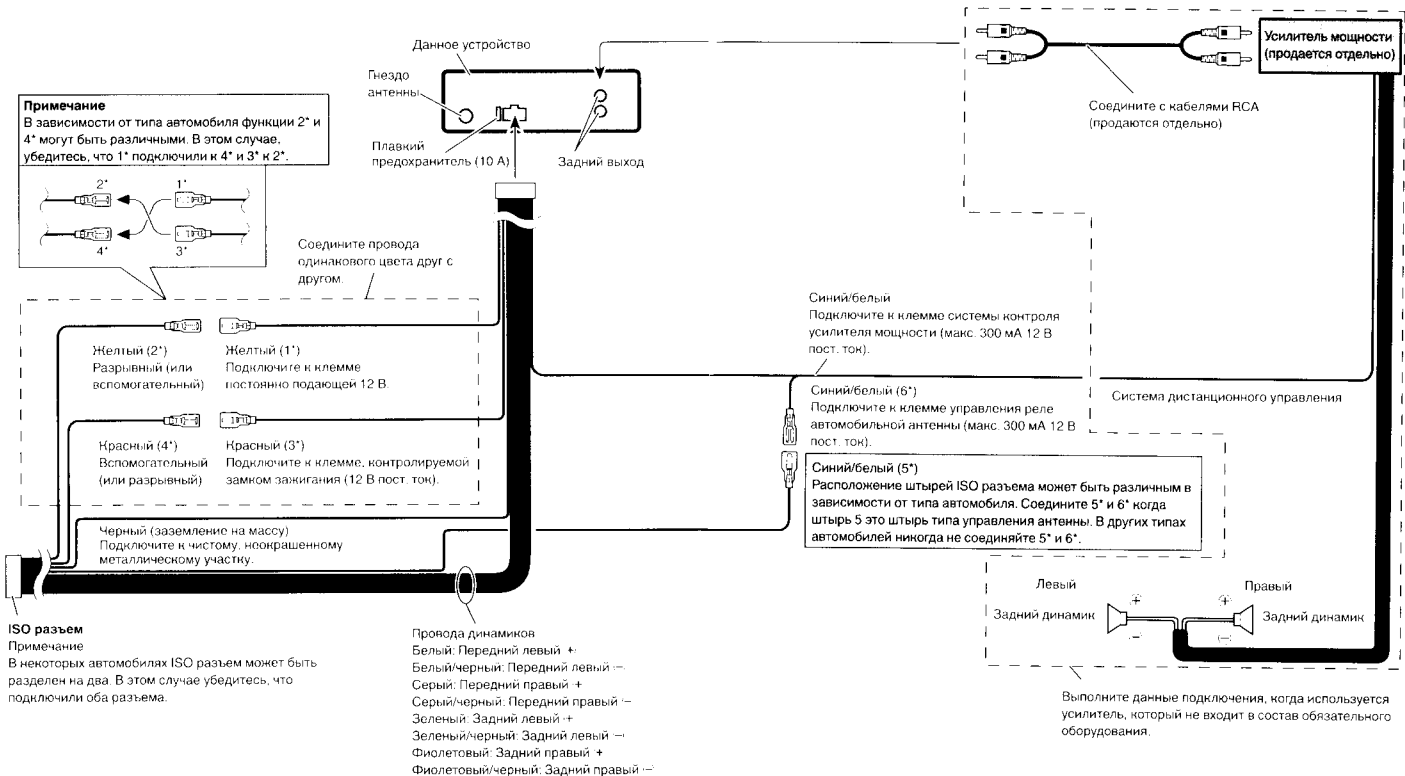 Данное устройство
Гнездо
антенны
Плавкий
предохранитель (10 А)
Задний выход
Усилитель мощности
(продается отдельно)
Соедините с кабелями RCA
(продаются отдельно)
Примечание
В зависимости от типа автомобиля функции 2* и
4* могут быть различными. В этом случае,
убедитесь, что 1* подключили к 4* и 3* к 2*.
2* 1*
4* 3*
Соедините провода
одинакового цвета друг с
другом.
Желтый (2*)
Разрывный (или
вспомогательный)
Желтый (1*)
Подключите к клемме
постоянно подающей 12 В.
Красный (4*)
Вспомогательный
(или разрывный)
Красный (3*)
Подключите к клемме, контролируемой
замком зажигания (12 В пост. ток).
Черный (заземление на массу)
Подключите к чистому, ноокрашенному
металлическому участку.
Синий/белый
Подключите к клемме системы контроля
усилителя мощности (макс. 300 мА 12 В
пост. ток).
Синий/белый (6*)
Подключите к клемме управления реле
автомобильной антенны (макс. 300 мА 12 В
пост. ток).
Система дистанционного управления
Синий/белый (5*)
Расположение штырей ISO разъема может быть различным в
зависимости от типа автомобиля. Соедините 5* и 6* когда
штырь 5 это штырь типа управления антенны. В других типах
автомобилей никогда не соединяйте 5* и 6*.
ISO разъем
Примечание
В некоторых автомобилях ISO разъем может быть
разделен на два. В этом случае убедитесь, что
подключили оба разъема.
Провода динамиков
Белый: Передний левый +
Белый/черный: Передний левый –
Серый: Передний правый +
Серый/черный: Передний правый –
Зеленый: Задний левый +
Зеленый/черный: Задний левый –
Фиолетовый: Задний правый +
Фиолетовый/черный: Задний правый –
Левый
Задний динамик
+
–
Правый
Задний динамик
+
–
Выполните данные подключения, когда используется
усилитель, который не входит в состав обязательного
оборудования.